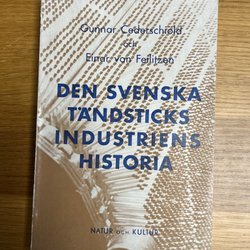 Gunnar Cederschiöld
och
Einar von Feilitzen
DEN SVENSKA
TÄNDSTICKS
INDUSTRIENS
HISTORIA
NATUR OCH KULTUR